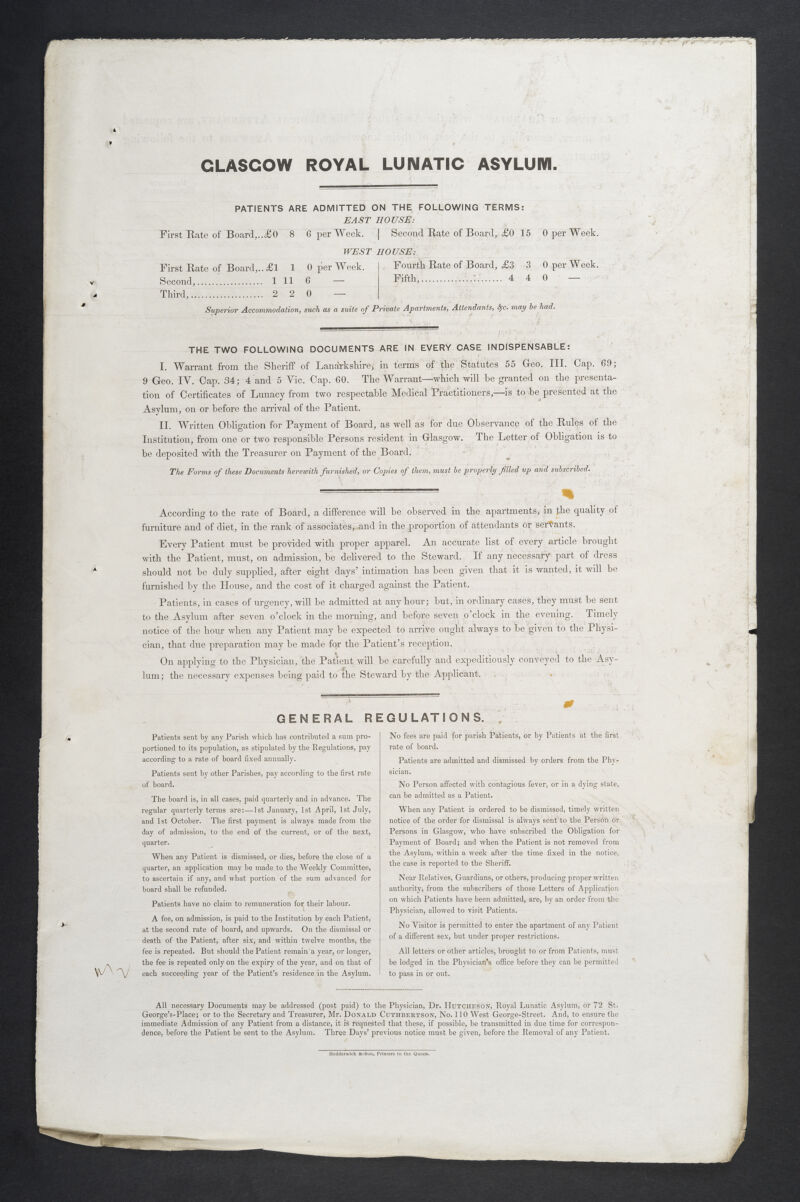 GLASGOW ROYAL LUNATIC ASYLUM.
PATIENTS ARE ADMITTED ON THE FOLLOWING TERMS:
EAST HOUSE:
First Rate of Board,...£0 8 6 per Week. | Second Rate of Board, £0 15 0 per Week.
WEST HOUSE:
First Rate of Board,..£1 1 0 per Week.
Second,.................... 1 11 6 —
Third,..................... 2 2 0 —
Fourth Rate of Board, £3 3 0 per Week.
Fifth,........................ 4 4 0 —
Superior Accommodation, such as a suite of Private Apartments, Attendants, &c. may be had.
THE TWO FOLLOWING DOCUMENTS ARE IN EVERY CASE INDISPENSABLE:
I. Warrant from the Sheriff of Lanarkshire, in terms of the Statutes 55 Geo. III. Cap. 69;
9 Geo. IV. Cap. 34; 4 and 5 Vic. Cap. 60. The Warrant—which will be granted on the presenta-
tion of Certificates of Lunacy from two respectable Medical Practitioners,—is to be presented at the
Asylum, on or before the arrival of the Patient.
II. Written Obligation for Payment of Board, as well as for due Observance of the Rules of the
Institution, from one or two responsible Persons resident in Glasgow. The Letter of Obligation is to
be deposited with the Treasurer on Payment of the Board.
The Forms of these Documents herewith furnished, or Copies of them, must be properly filled up and subscribed.
According to the rate of Board, a difference will be observed in the apartments, in the quality of
furniture and of diet, in the rank of associates, and in the proportion of attendants or servants.
Every Patient must be provided with proper apparel. An accurate list of every article brought
with the Patient, must, on admission, be delivered to the Steward. If any necessary part of dress
should not be duly supplied, after eight days' intimation has been given that it is wanted, it will be
furnished by the House, and the cost of it charged against the Patient.
Patients, in cases of urgency, will be admitted at any hour; but, in ordinary cases, they must be sent
to the Asylum after seven o'clock in the morning, and before seven o'clock in the evening. Timely
notice of the hour when any Patient may be expected to arrive ought always to be given to the Physi-
cian, that due preparation may be made for the Patient's reception.
On applying to the Physician, the Patient will be carefully and expeditiously conveyed to the Asy-
lum; the necessary expenses being paid to the Steward by the Applicant.
GENERAL REGULATIONS.
Patients sent by any Parish which has contributed a sum pro-
portioned to its population, as stipulated by the Regulations, pay
according to a rate of board fixed annually.
Patients sent by other Parishes, pay according to the first rate
of board.
The board is, in all cases, paid quarterly and in advance. The
regular quarterly terms are:—1st January, 1st April, 1st July,
and 1st October. The first payment is always made from the
day of admission, to the end of the current, or of the next,
quarter.
When any Patient is dismissed, or dies, before the close of a
quarter, an application may be made to the Weekly Committee,
to ascertain if any, and what portion of the sum advanced for
board shall be refunded.
Patients have no claim to remuneration for their labour.
A fee, on admission, is paid to the Institution by each Patient,
at the second rate of board, and upwards. On the dismissal or
death of the Patient, after six, and within twelve months, the
fee is repeated. But should the Patient remain a year, or longer,
the fee is repeated only on the expiry of the year, and on that of
each succeeding year of the Patient's residence in the Asylum.
No fees are paid for parish Patients, or by Patients at the first
rate of board.
Patients are admitted and dismissed by orders from the Phy-
sician.
No Person affected with contagious fever, or in a dying state,
can be admitted as a Patient.
When any Patient is ordered to be dismissed, timely written
notice of the order for dismissal is always sent to the Person or
Persons in Glasgow, who have subscribed the Obligation for
Payment of Board; and when the Patient is not removed from
the Asylum, within a week after the time fixed in the notice,
the case is reported to the Sheriff.
Near Relatives, Guardians, or others, producing proper written
authority, from the subscribers of those Letters of Application
on which Patients have been admitted, are, by an order from the
Physician, allowed to visit Patients.
No Visitor is permitted to enter the apartment of any Patient
of a different sex, but under proper restrictions.
All letters or other articles, brought to or from Patients, must
be lodged in the Physician's office before they can be permitted
to pass in or out.
All necessary Documents may be addressed (post paid) to the Physician, Dr. HUTCHESON, Royal Lunatic Asylum, or 72 St.
George's-Place; or to the Secretary and Treasurer, Mr. DONALD CUTHBERTSON, No. 110 West George-Street. And, to ensure the
immediate Admission of any Patient from a distance, it is requested that these, if possible, be transmitted in due time for correspon-
dence, before the Patient be sent to the Asylum. Three Days' previous notice must be given, before the Removal of any Patient.
Hedderwick & Son, Printers to the Queen.